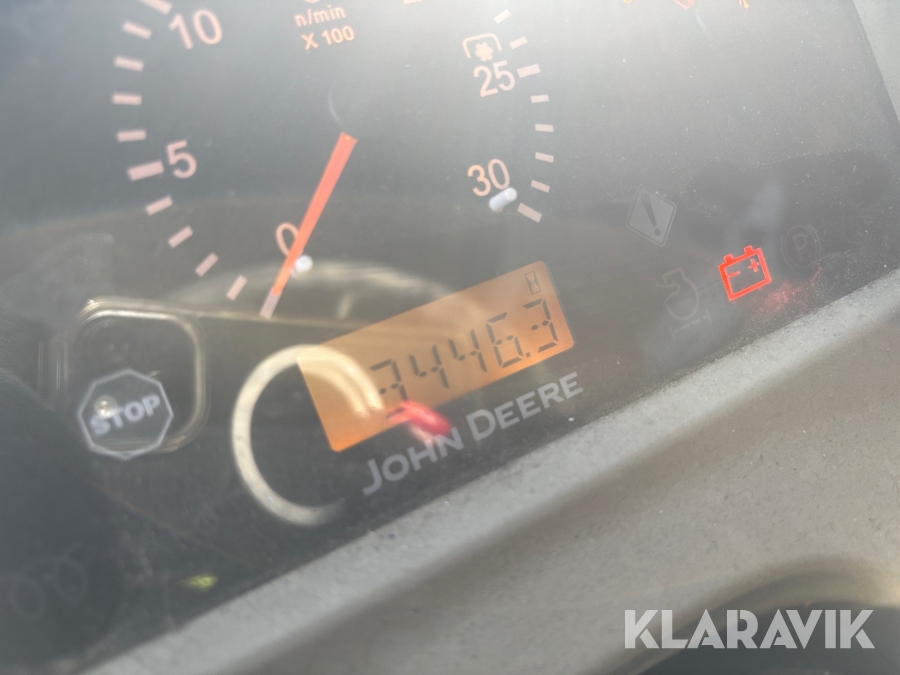 10
n/min
X 100
25
5
30
0
3446.3
STOP
JOHN DEERE
KLARAVIK